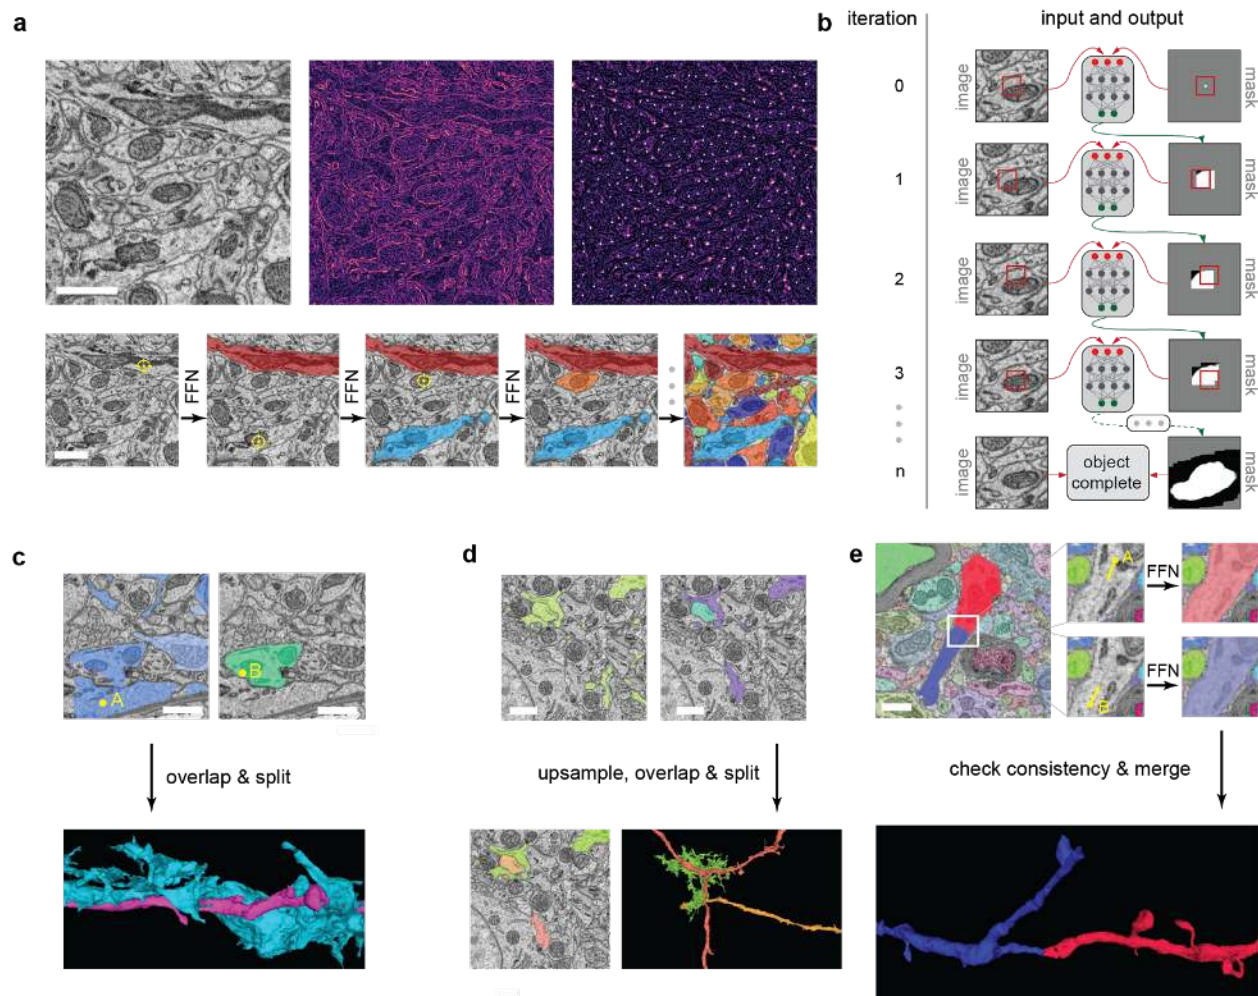 a
FFN
FFN
FFN
b
iteration
input and output
0
image
mask
1
image
mask
2
image
mask
3
image
mask
n
image
object
complete
mask
c
A
B
overlap & split
d
upsample, overlap & split
e
A
FFN
B
FFN
check consistency & merge